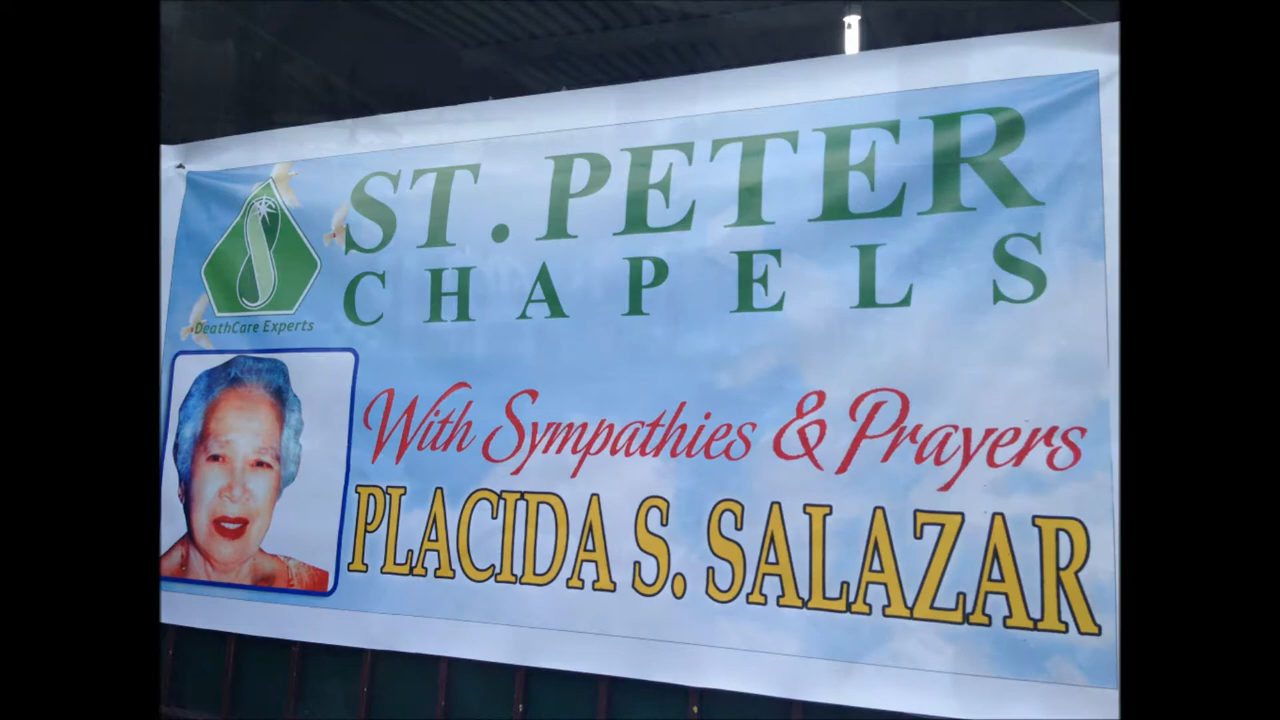 ST. PETER
CHAPELS
DeathCare Experts
With Sympathies & Prayers
PLACIDA S. SALAZAR